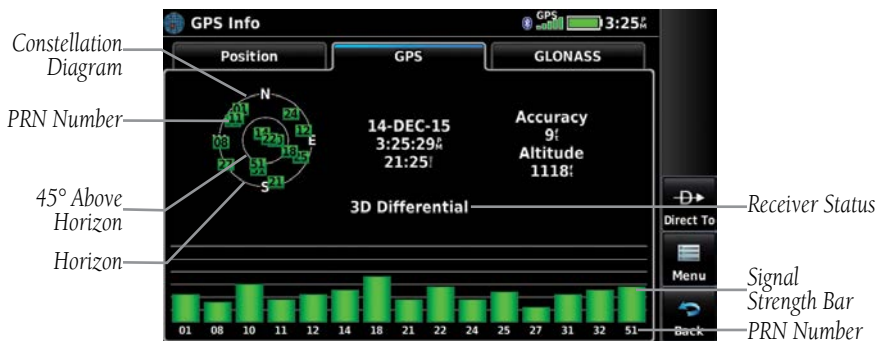 GPS Info
GPS
3:25
Position
GPS
GLONASS
Constellation
Diagram
PRN Number
45° Above
Horizon
Horizon
N
E
S
01
11
24
12
08
14
18
51
21
14-DEC-15
3:25:29
21:25
Accuracy
9
Altitude
1118
3D Differential
Receiver Status
Direct To
Menu
Back
Signal
Strength Bar
PRN Number
01 08 10 11 12 14 18 21 22 24 25 27 31 32 51